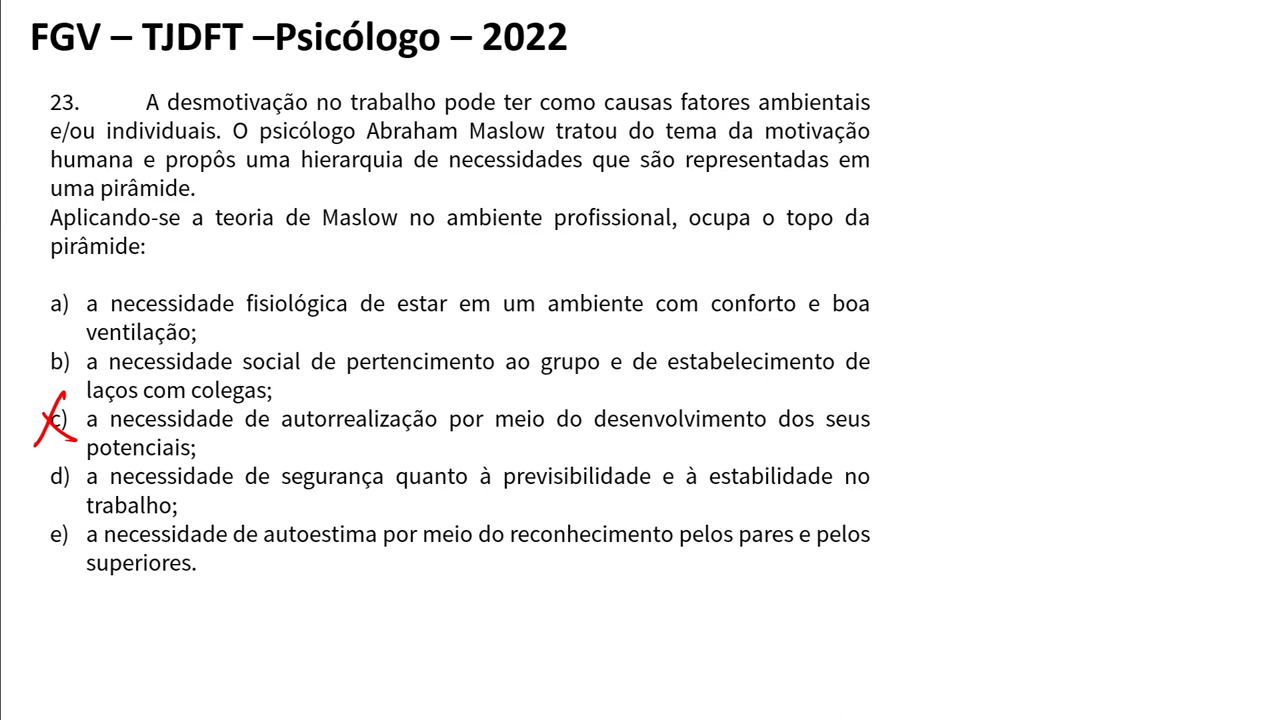 FGV – TJDFT –Psicólogo – 2022
23. A desmotivação no trabalho pode ter como causas fatores ambientais
e/ou individuais. O psicólogo Abraham Maslow tratou do tema da motivação
humana e propôs uma hierarquia de necessidades que são representadas em
uma pirâmide.
Aplicando-se a teoria de Maslow no ambiente profissional, ocupa o topo da
pirâmide:
a) a necessidade fisiológica de estar em um ambiente com conforto e boa
ventilação;
b) a necessidade social de pertencimento ao grupo e de estabelecimento de
laços com colegas;
c) a necessidade de autorrealização por meio do desenvolvimento dos seus
potenciais;
d) a necessidade de segurança quanto à previsibilidade e à estabilidade no
trabalho;
e) a necessidade de autoestima por meio do reconhecimento pelos pares e pelos
superiores.